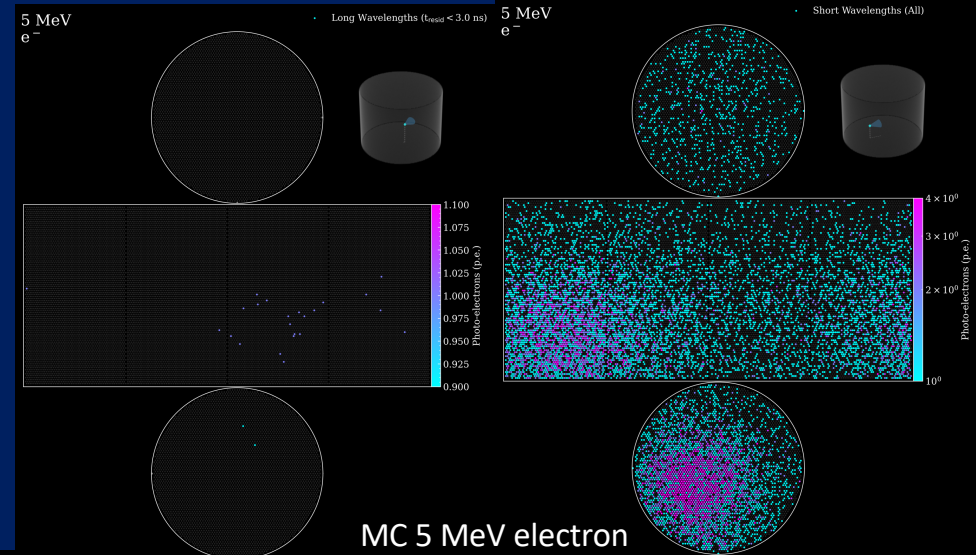 5 MeV
e⁻
Long Wavelengths (t_resid < 3.0 ns)
1.100
1.075
1.050
1.025
1.000
0.975
0.950
0.925
0.900
Photo-electrons (p.e.)
5 MeV
e⁻
Short Wavelengths (All)
4 × 10⁰
3 × 10⁰
2 × 10⁰
10⁰
Photo-electrons (p.e.)
MC 5 MeV electron